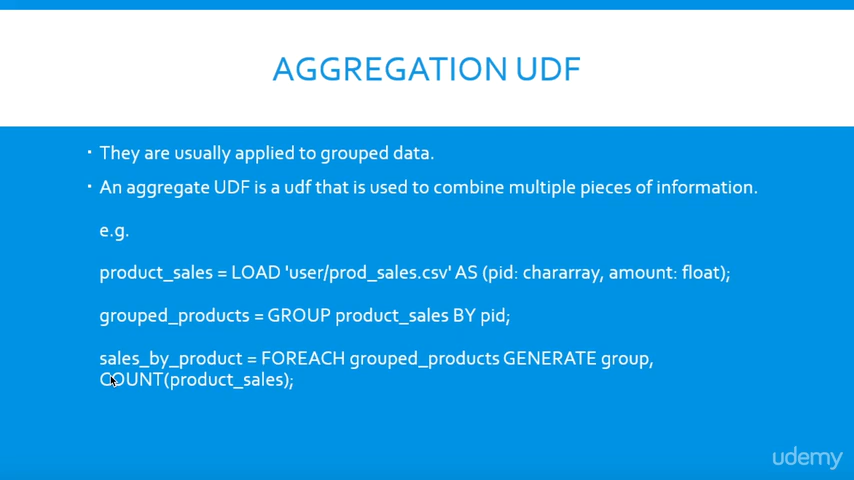 AGGREGATION UDF
• They are usually applied to grouped data.
• An aggregate UDF is a udf that is used to combine multiple pieces of information.
e.g.
product_sales = LOAD 'user/prod_sales.csv' AS (pid: chararray, amount: float);
grouped_products = GROUP product_sales BY pid;
sales_by_product = FOREACH grouped_products GENERATE group,
COUNT(product_sales);
udemy